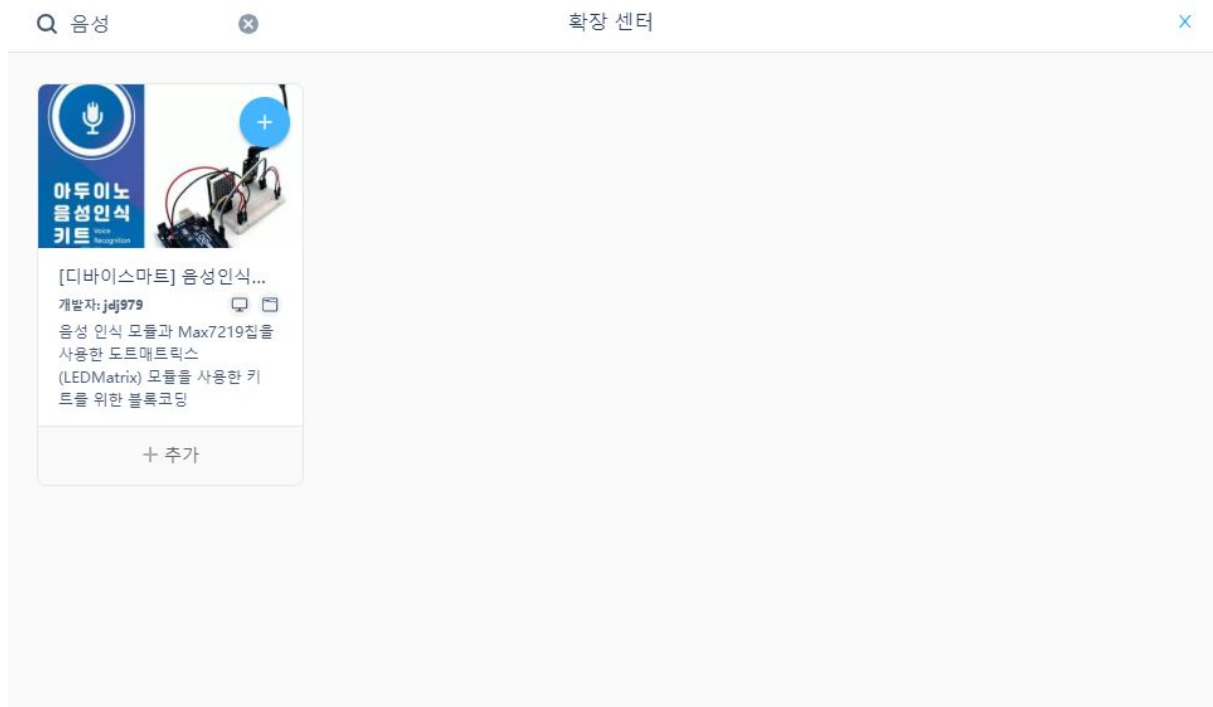 음성
확장 센터
X
아두이노
음성인식
키트 Voice
Recognition
[디바이스마트] 음성인식...
개발자: jdj979
음성 인식 모듈과 Max7219칩을
사용한 도트매트릭스
(LEDMatrix) 모듈을 사용한 키
트를 위한 블록코딩
+ 추가